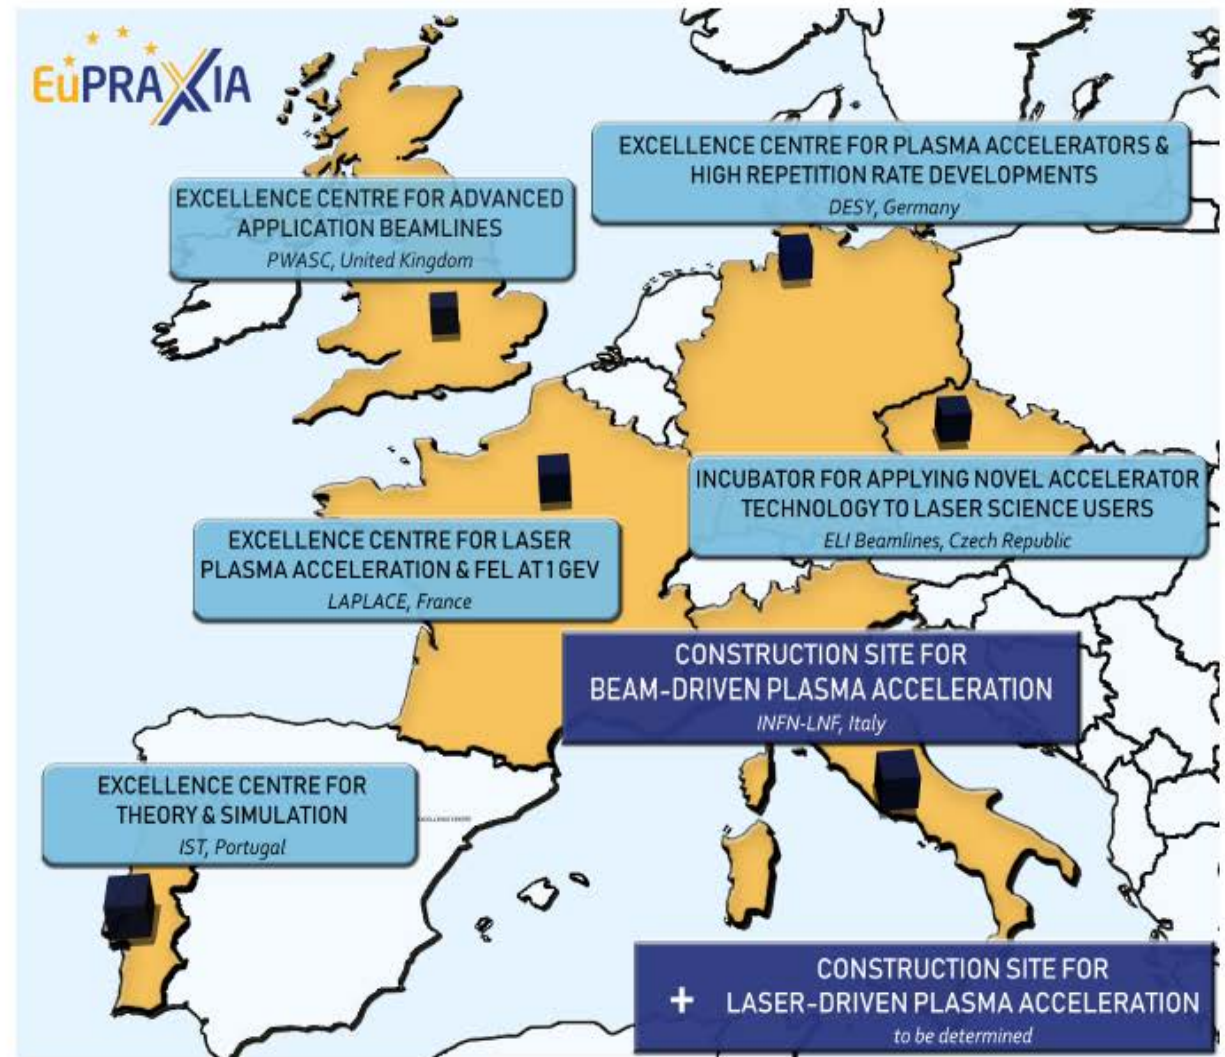 EuPRAXIA
EXCELLENCE CENTRE FOR PLASMA ACCELERATORS &
HIGH REPETITION RATE DEVELOPMENTS
DESY, Germany
EXCELLENCE CENTRE FOR ADVANCED
APPLICATION BEAMLINES
PWASC, United Kingdom
INCUBATOR FOR APPLYING NOVEL ACCELERATOR
TECHNOLOGY TO LASER SCIENCE USERS
ELI Beamlines, Czech Republic
EXCELLENCE CENTRE FOR LASER
PLASMA ACCELERATION & FEL AT 1 GEV
LAPLACE, France
CONSTRUCTION SITE FOR
BEAM-DRIVEN PLASMA ACCELERATION
INFN-LNF, Italy
EXCELLENCE CENTRE FOR
THEORY & SIMULATION
IST, Portugal
CONSTRUCTION SITE FOR
+ LASER-DRIVEN PLASMA ACCELERATION
to be determined